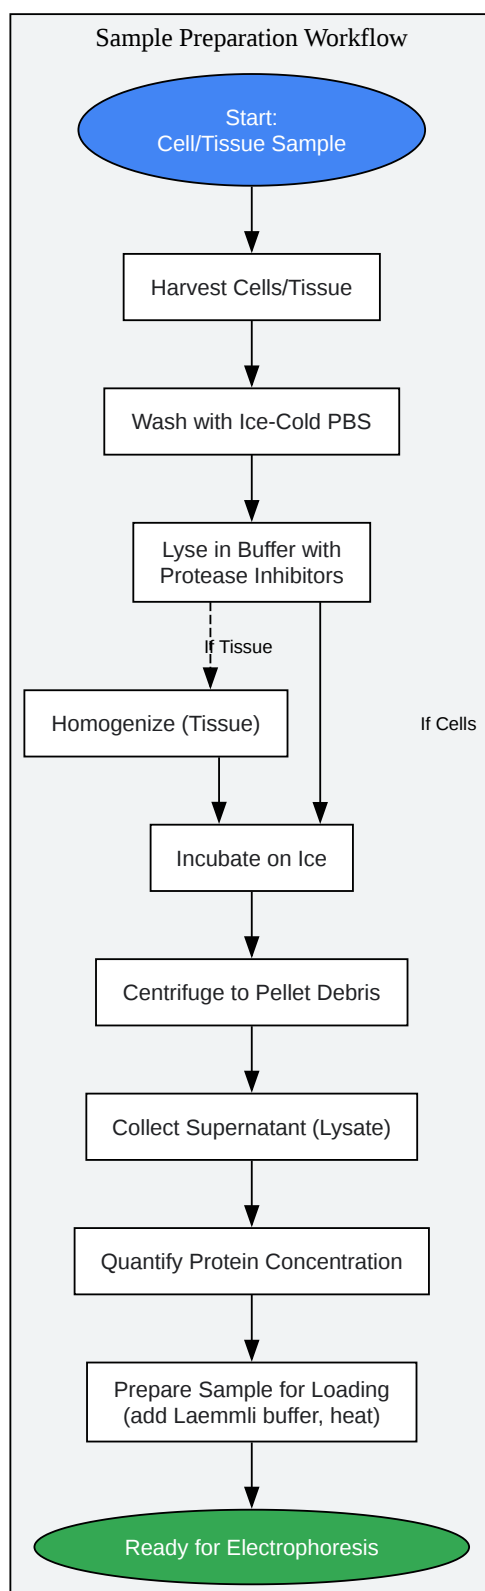 Sample Preparation Workflow
Start:
Cell/Tissue Sample
Harvest Cells/Tissue
Wash with Ice-Cold PBS
Lyse in Buffer with
Protease Inhibitors
If Tissue
Homogenize (Tissue)
If Cells
Incubate on Ice
Centrifuge to Pellet Debris
Collect Supernatant (Lysate)
Quantify Protein Concentration
Prepare Sample for Loading
(add Laemmli buffer, heat)
Ready for Electrophoresis